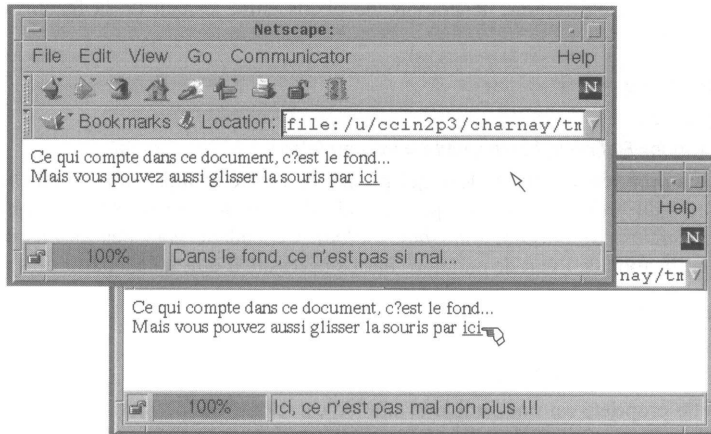 Netscape:
File Edit View Go Communicator Help
N
Bookmarks Location: file:/u/ccin2p3/charnay/tm
Ce qui compte dans ce document, c?est le fond...
Mais vous pouvez aussi glisser la souris par ici
100% Dans le fond, ce n'est pas si mal...
Help
N
rnay/tm
Ce qui compte dans ce document, c?est le fond...
Mais vous pouvez aussi glisser la souris par ici
100% Ici, ce n'est pas mal non plus !!!